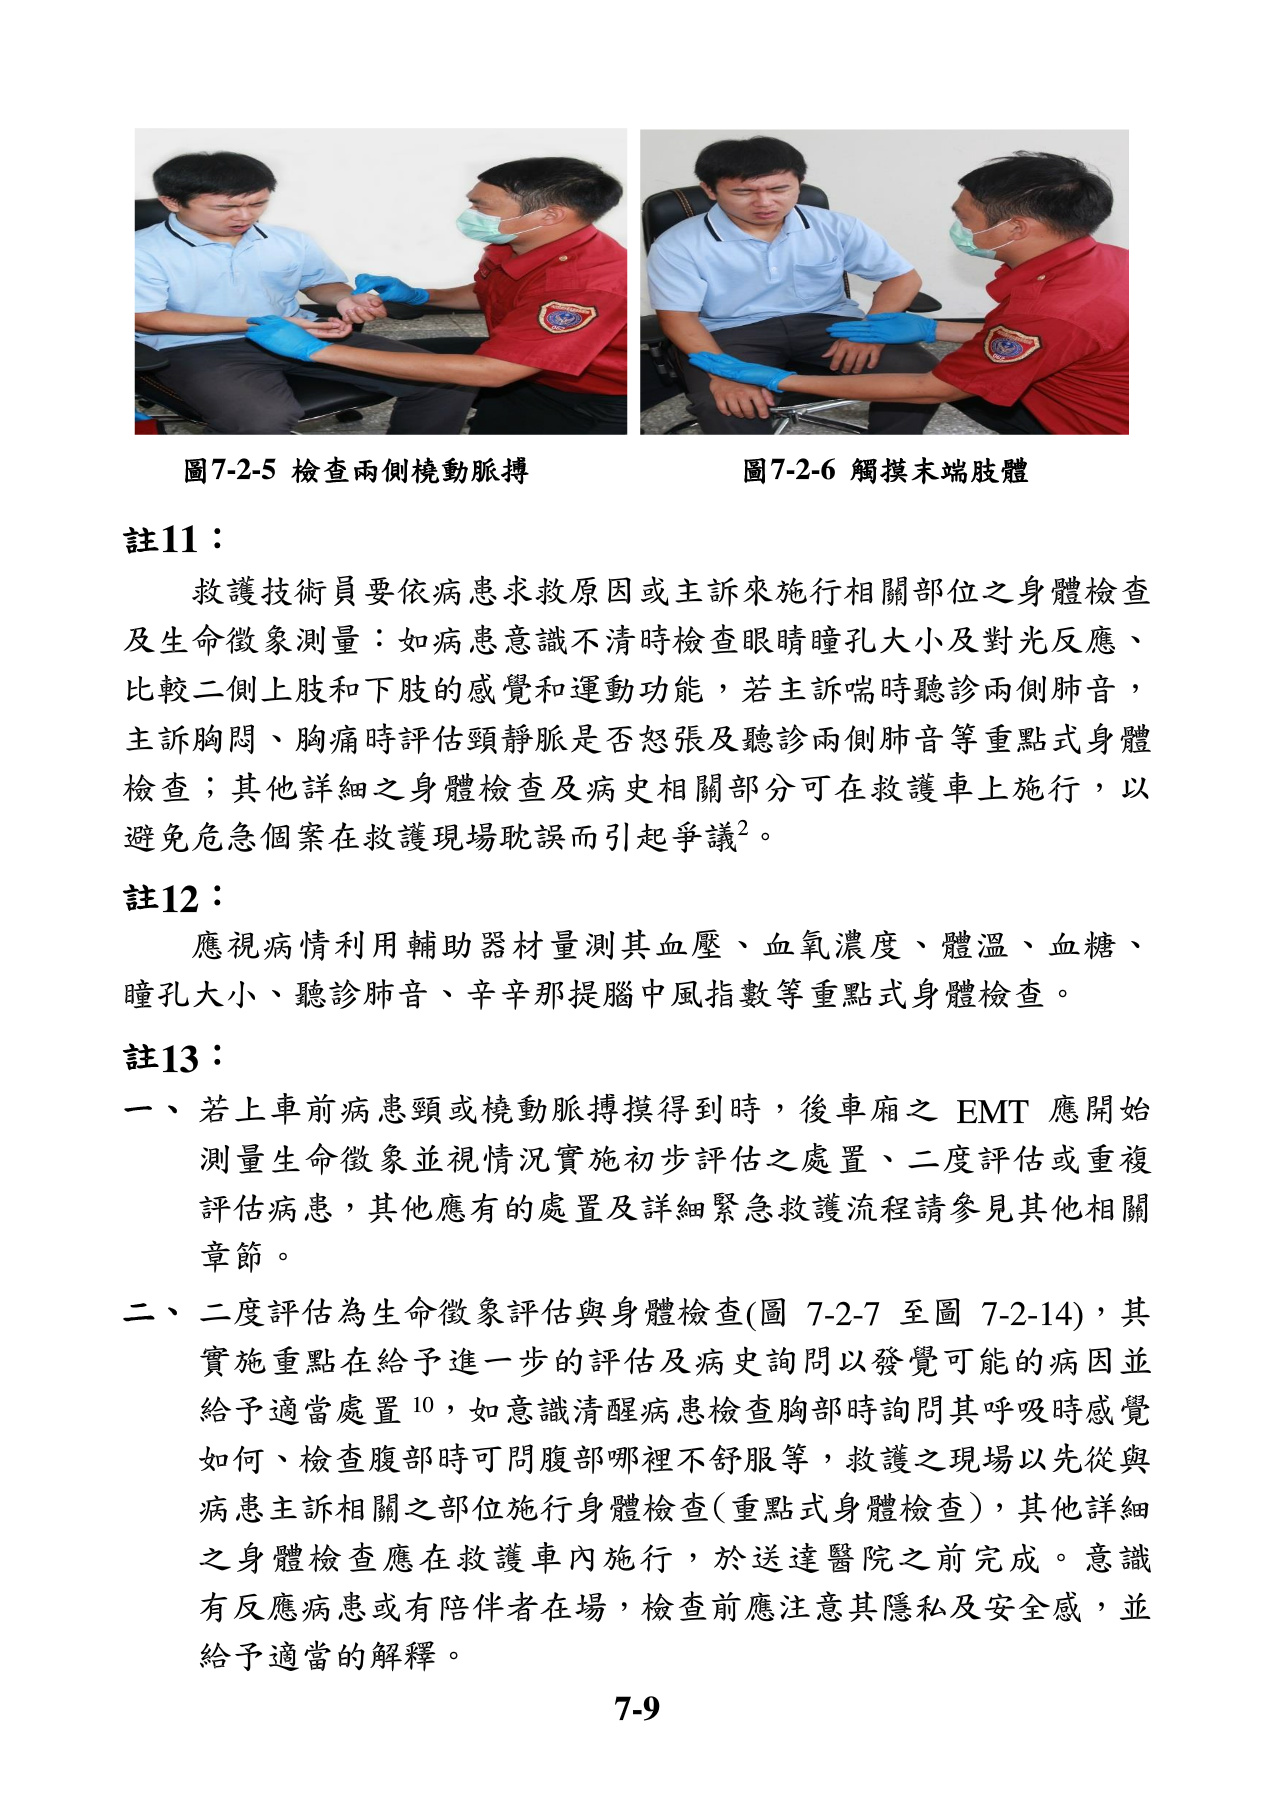 圖7-2-5 檢查兩側橈動脈搏
圖7-2-6 觸摸末端肢體
註11：
救護技術員要依病患求救原因或主訴來施行相關部位之身體檢查
及生命徵象測量：如病患意識不清時檢查眼睛瞳孔大小及對光反應、
比較二側上肢和下肢的感覺和運動功能，若主訴喘時聽診兩側肺音，
主訴胸悶、胸痛時評估頸靜脈是否怒張及聽診兩側肺音等重點式身體
檢查；其他詳細之身體檢查及病史相關部分可在救護車上施行，以
避免危急個案在救護現場耽誤而引起爭議2。
註12：
應視病情利用輔助器材量測其血壓、血氧濃度、體溫、血糖、
瞳孔大小、聽診肺音、辛辛那提腦中風指數等重點式身體檢查。
註13：
一、 若上車前病患頸或橈動脈搏摸得到時，後車廂之 EMT 應開始
測量生命徵象並視情況實施初步評估之處置、二度評估或重複
評估病患，其他應有的處置及詳細緊急救護流程請參見其他相關
章節。
二、 二度評估為生命徵象評估與身體檢查(圖 7-2-7 至圖 7-2-14)，其
實施重點在給予進一步的評估及病史詢問以發覺可能的病因並
給予適當處置 10，如意識清醒病患檢查胸部時詢問其呼吸時感覺
如何、檢查腹部時可問腹部哪裡不舒服等，救護之現場以先從與
病患主訴相關之部位施行身體檢查（重點式身體檢查），其他詳細
之身體檢查應在救護車內施行，於送達醫院之前完成。意識
有反應病患或有陪伴者在場，檢查前應注意其隱私及安全感，並
給予適當的解釋。
7-9